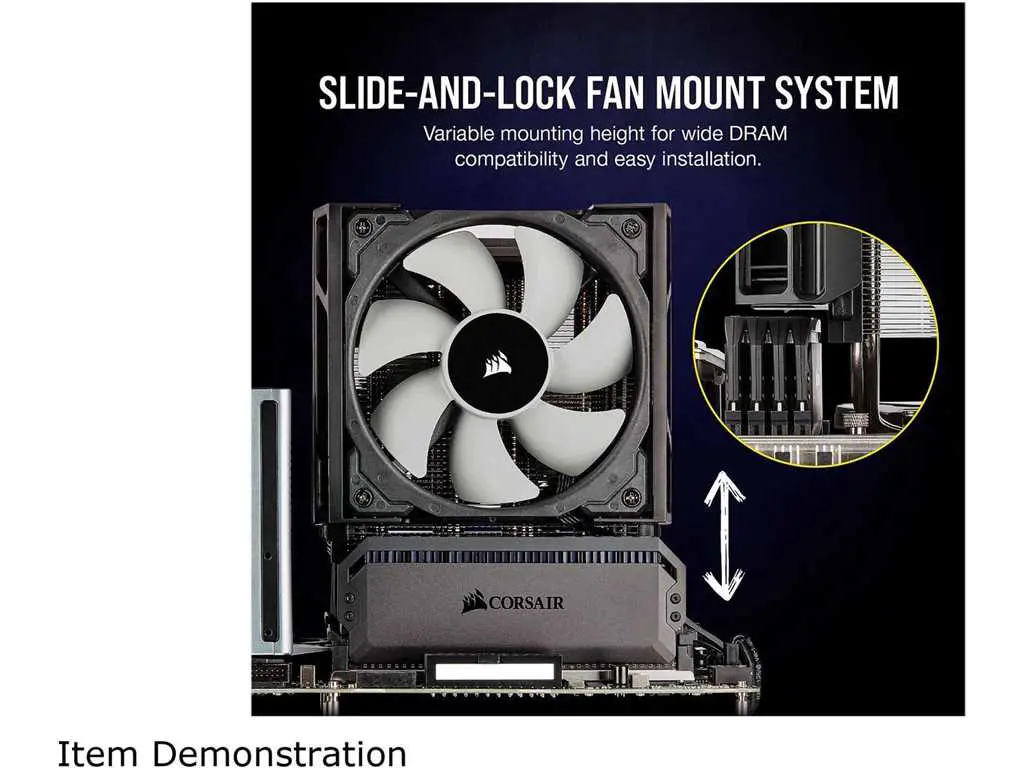 SLIDE-AND-LOCK FAN MOUNT SYSTEM
Variable mounting height for wide DRAM
compatibility and easy installation.
CORSAIR
Item Demonstration